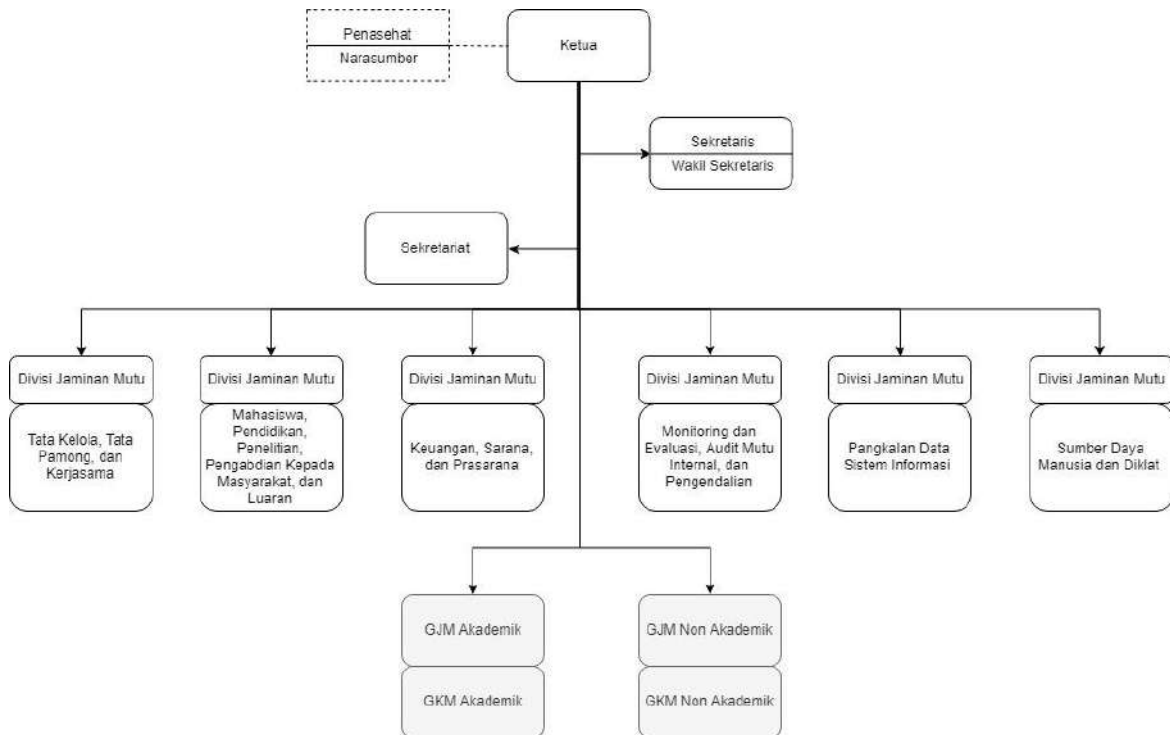 Penasehat
Narasumber
Ketua
Sekretaris
Wakil Sekretaris
Sekretariat
Divisi Jaminan Mutu
Tata Kelola, Tata
Pamong, dan
Kerjasama
Divisi Jaminan Mutu
Mahasiswa,
Pendidikan,
Penelitian,
Pengabdian Kepada
Masyarakat, dan
Luaran
Divisi Jaminan Mutu
Keuangan, Sarana,
dan Prasarana
Divisi Jaminan Mutu
Monitoring dan
Evaluasi, Audit Mutu
Internal, dan
Pengendalian
Divisi Jaminan Mutu
Pangkalan Data
Sistem Informasi
Divisi Jaminan Mutu
Sumber Daya
Manusia dan Diklat
GJM Akademik
GKM Akademik
GJM Non Akademik
GKM Non Akademik